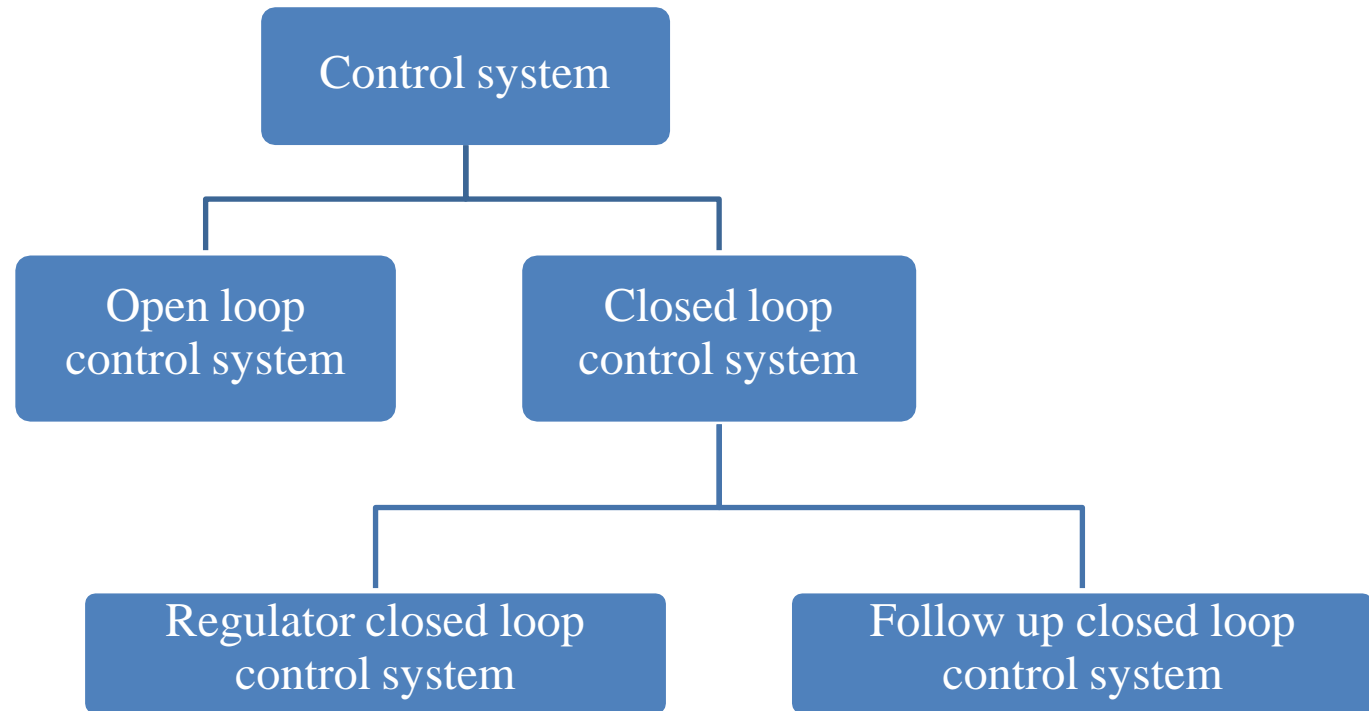 Control system
Open loop
control system
Closed loop
control system
Regulator closed loop
control system
Follow up closed loop
control system